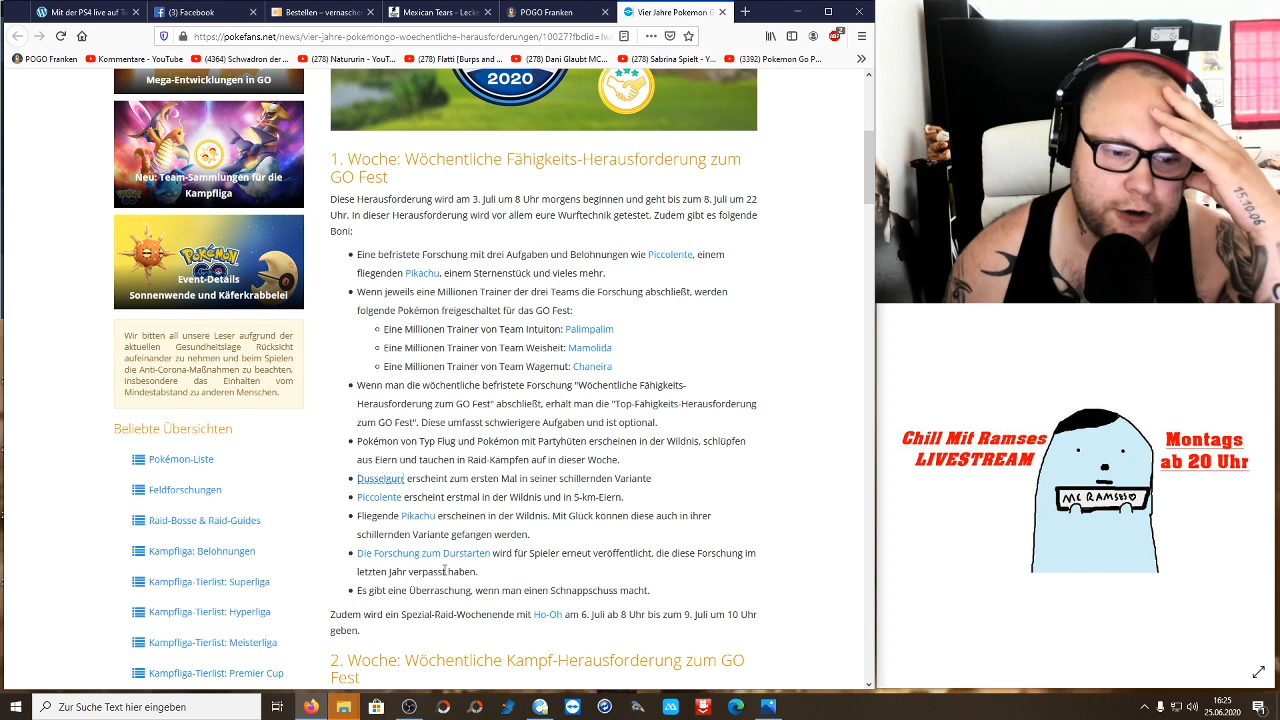 Mit der PS4 live auf T
(3) Facebook
Bestellen – vernasche
Mexican Tears - Lecke
POGO Franken
Vier Jahre Pokemon G
https://pokefans.net/news/vier-jahre-pokemongo-woechentliche-herausforderungen/10027?fbclid=Iw
POGO Franken
Kommentare - YouTube
(4364) Schwadron der ...
(278) Naturuin - YouT...
(278) Flatti [Burps and ...
(278) Dani Glaubt MC...
(278) Sabrina Spielt - Y...
(3392) Pokemon Go P...
Mega-Entwicklungen in GO
Neu: Team-Sammlungen für die
Kampfliga
POKéMON
GO
Event-Details
Sonnenwende und Käferkrabbelei
Wir bitten all unsere Leser aufgrund der
aktuellen Gesundheitslage Rücksicht
aufeinander zu nehmen und beim Spielen
die Anti-Corona-Maßnahmen zu beachten,
insbesondere das Einhalten vom
Mindestabstand zu anderen Menschen.
Beliebte Übersichten
Pokémon-Liste
Feldforschungen
Raid-Bosse & Raid-Guides
Kampfliga: Belohnungen
Kampfliga-Tierlist: Superliga
Kampfliga-Tierlist: Hyperliga
Kampfliga-Tierlist: Meisterliga
Kampfliga-Tierlist: Premier Cup
2020
1. Woche: Wöchentliche Fähigkeits-Herausforderung zum
GO Fest
Diese Herausforderung wird am 3. Juli um 8 Uhr morgens beginnen und geht bis zum 8. Juli um 22
Uhr. In dieser Herausforderung wird vor allem eure Wurftechnik getestet. Zudem gibt es folgende
Boni:
Eine befristete Forschung mit drei Aufgaben und Belohnungen wie Piccolente, einem
fliegenden Pikachu, einem Sternenstück und vieles mehr.
Wenn jeweils eine Millionen Trainer der drei Teams die Forschung abschließt, werden
folgende Pokémon freigeschaltet für das GO Fest:
Eine Millionen Trainer von Team Intuiton: Palimpalim
Eine Millionen Trainer von Team Weisheit: Mamolida
Eine Millionen Trainer von Team Wagemut: Chaneira
Wenn man die wöchentliche befristete Forschung "Wöchentliche Fähigkeits-
Herausforderung zum GO Fest" abschließt, erhält man die "Top-Fähigkeits-Herausforderung
zum GO Fest". Diese umfasst schwierigere Aufgaben und ist optional.
Pokémon von Typ Flug und Pokémon mit Partyhüten erscheinen in der Wildnis, schlüpfen
aus Eiern und tauchen in Raid-Kämpfen auf in dieser Woche.
Dusselgurr erscheint zum ersten Mal in seiner schillernden Variante
Piccolente erscheint erstmal in der Wildnis und in 5-km-Eiern.
Fliegende Pikachu erscheinen in der Wildnis. Mit Glück können diese auch in ihrer
schillernden Variante gefangen werden.
Die Forschung zum Durstarten wird für Spieler erneut veröffentlicht, die diese Forschung im
letzten Jahr verpasst haben.
Es gibt eine Überraschung, wenn man einen Schnappschuss macht.
Zudem wird ein Spezial-Raid-Wochenende mit Ho-Oh am 6. Juli ab 8 Uhr bis zum 9. Juli um 10 Uhr
geben.
2. Woche: Wöchentliche Kampf-Herausforderung zum GO
Fest
Chill Mit Ramses
LIVESTREAM
Montags
ab 20 Uhr
MC RAMSES
Zur Suche Text hier eingeben
16:25
25.06.2020